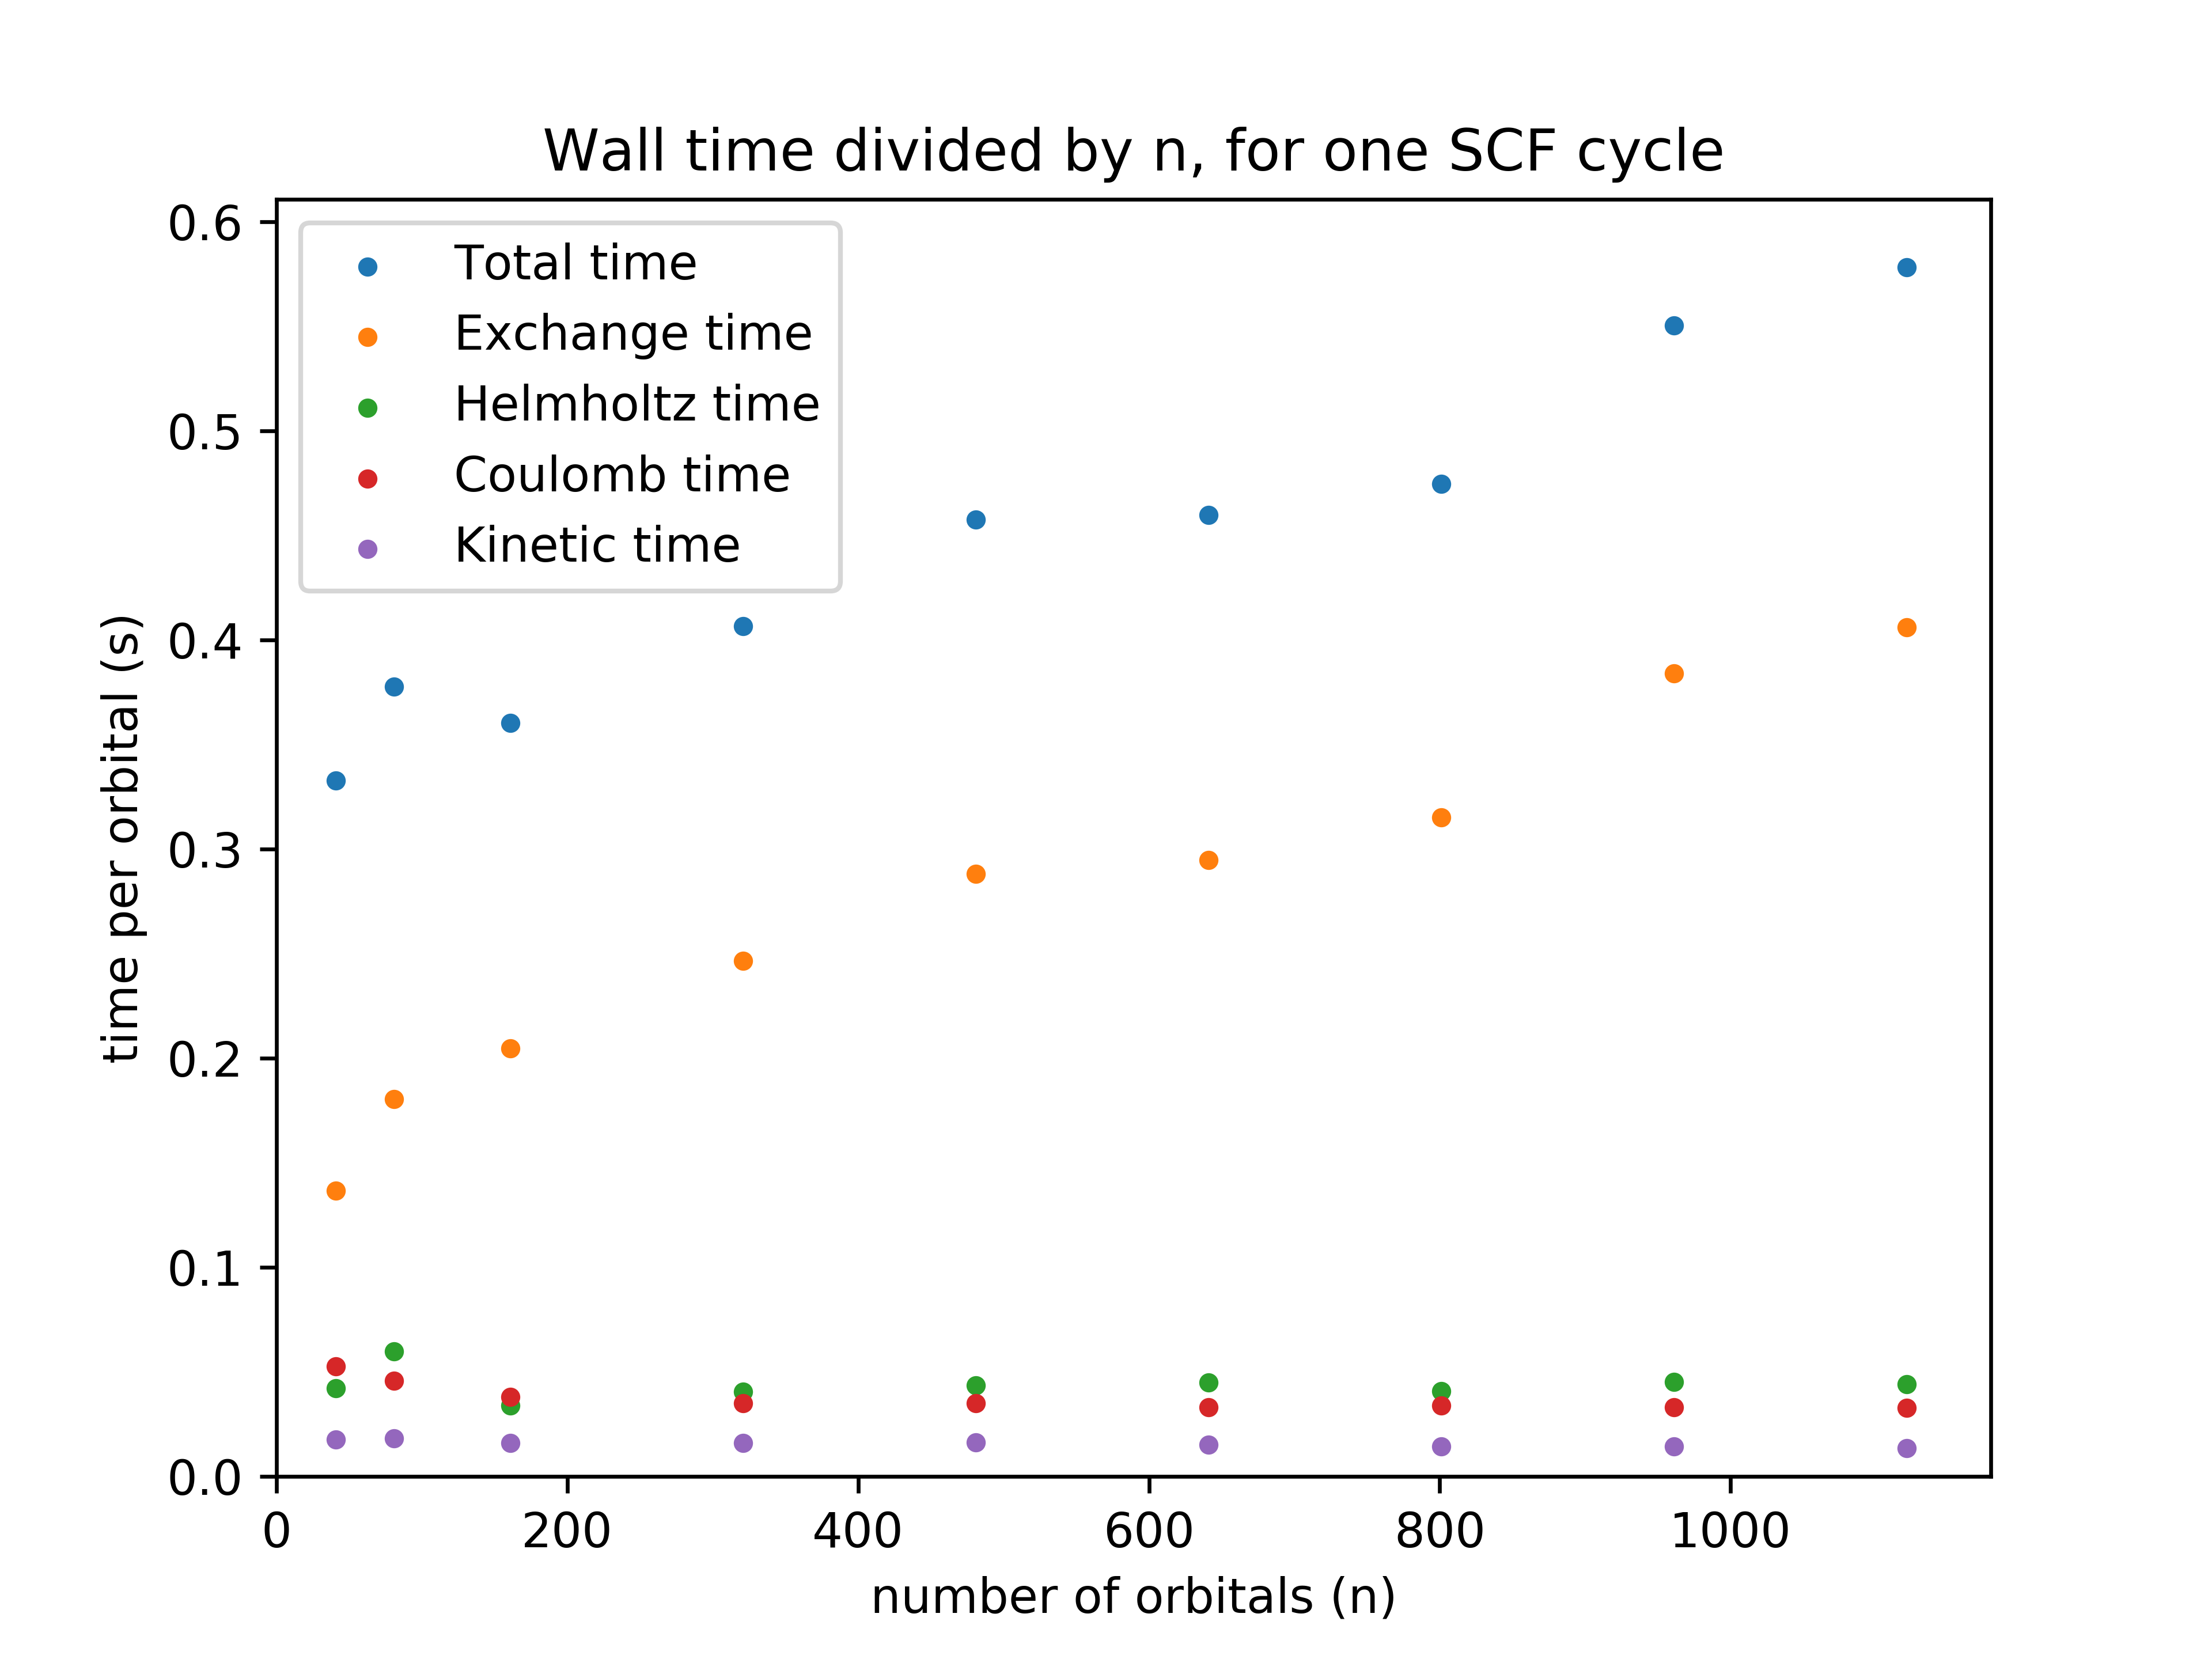 Wall time divided by n, for one SCF cycle
0.6
0.5
0.4
0.3
0.2
0.1
0.0
time per orbital (s)
Total time
Exchange time
Helmholtz time
Coulomb time
Kinetic time
0 200 400 600 800 1000
number of orbitals (n)